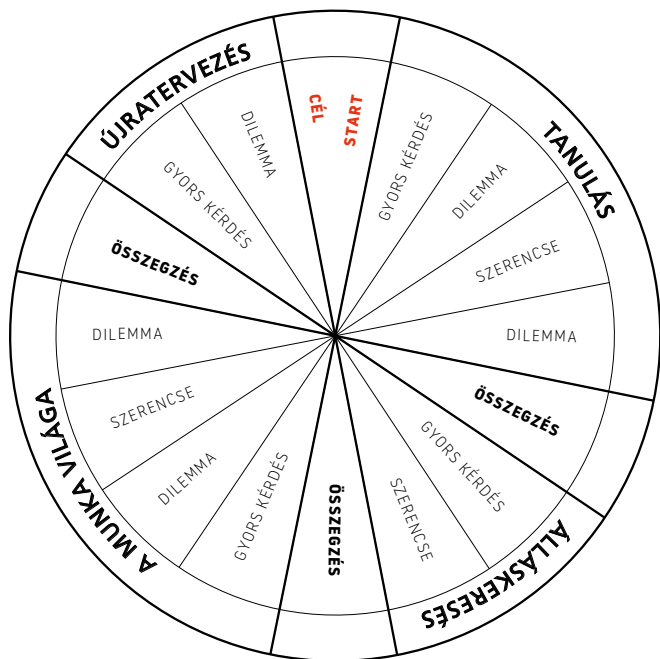 CÉL
START
TANULÁS
GYORS KÉRDÉS
DILEMMA
SZERENCSE
DILEMMA
ÖSSZEGZÉS
ÁLLÁSKERESÉS
GYORS KÉRDÉS
SZERENCSE
ÖSSZEGZÉS
A MUNKA VILÁGA
GYORS KÉRDÉS
DILEMMA
SZERENCSE
DILEMMA
ÖSSZEGZÉS
ÚJRATERVEZÉS
GYORS KÉRDÉS
DILEMMA